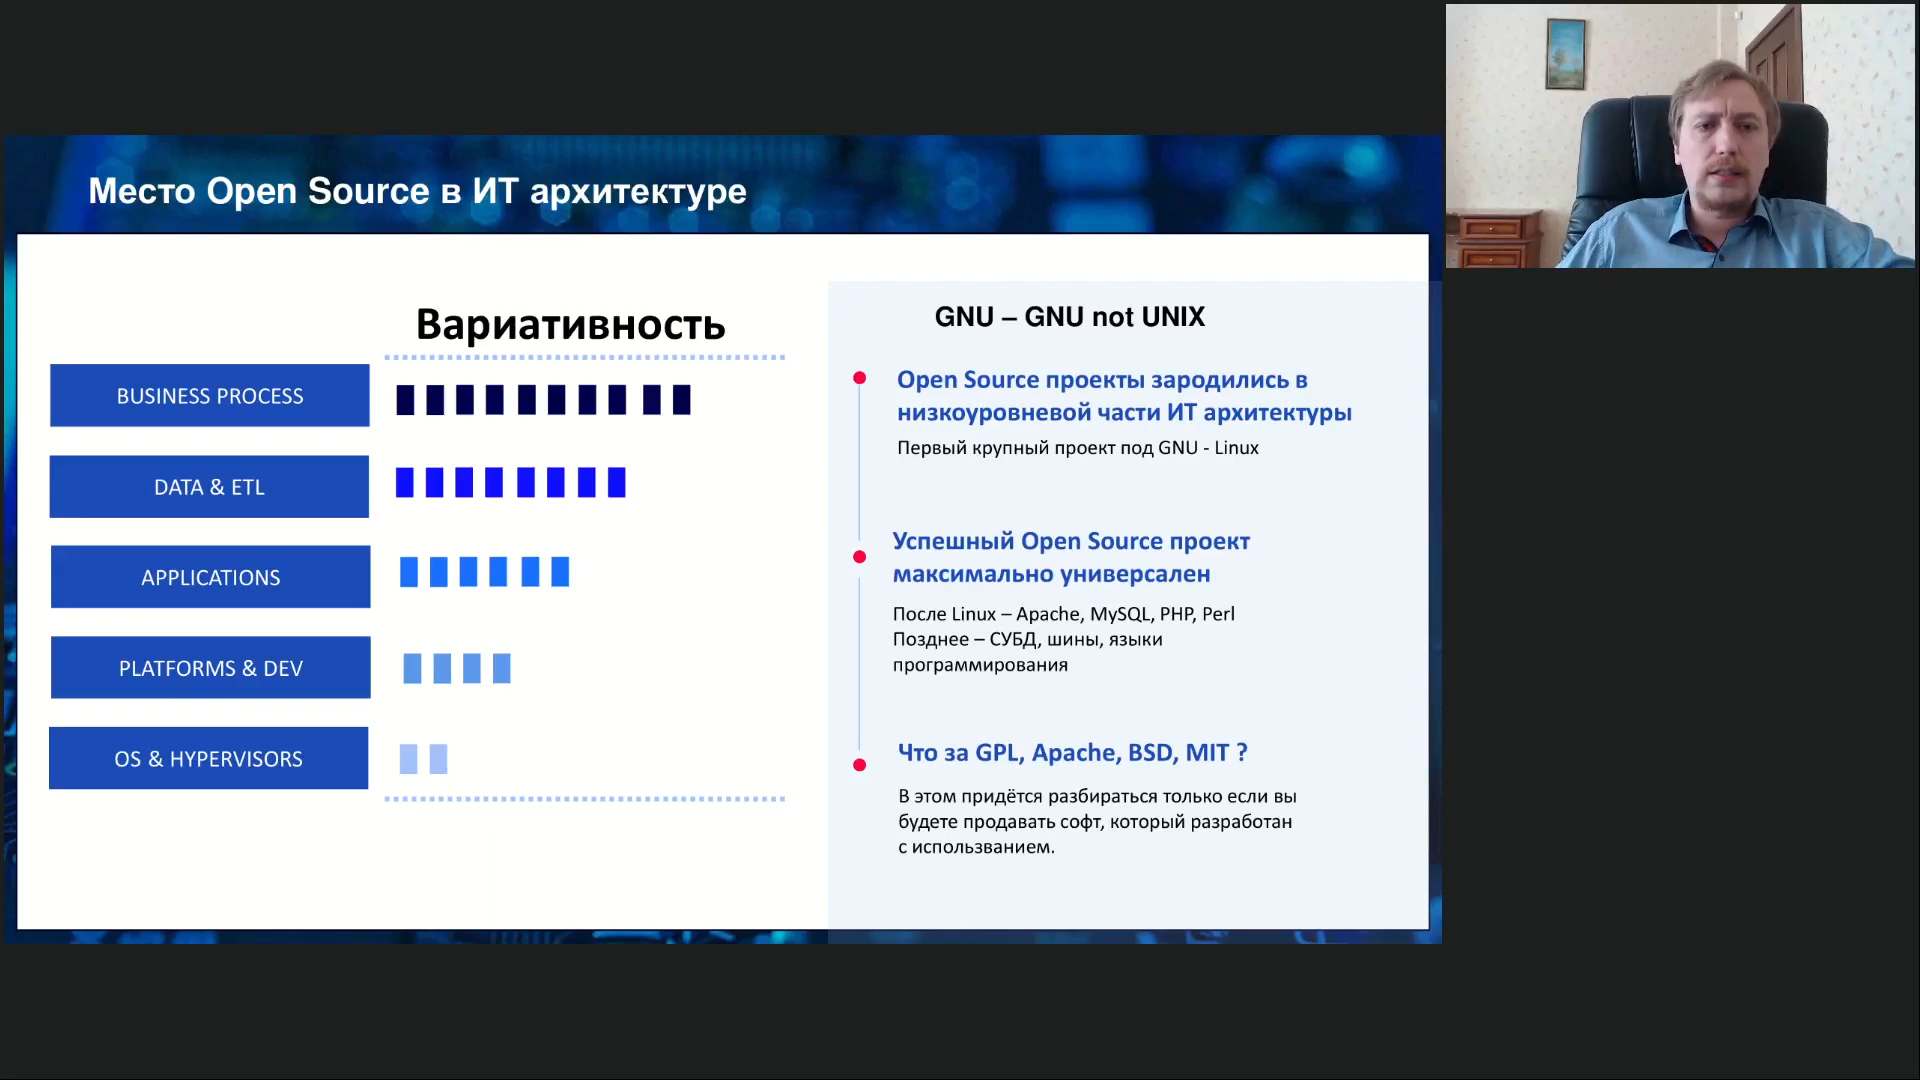 Место Open Source в ИТ архитектуре
Вариативность
BUSINESS PROCESS
DATA & ETL
APPLICATIONS
PLATFORMS & DEV
OS & HYPERVISORS
GNU – GNU not UNIX
Open Source проекты зародились в
низкоуровневой части ИТ архитектуры
Первый крупный проект под GNU - Linux
Успешный Open Source проект
максимально универсален
После Linux – Apache, MySQL, PHP, Perl
Позднее – СУБД, шины, языки
программирования
Что за GPL, Apache, BSD, MIT ?
В этом придётся разбираться только если вы
будете продавать софт, который разработан
с использванием.